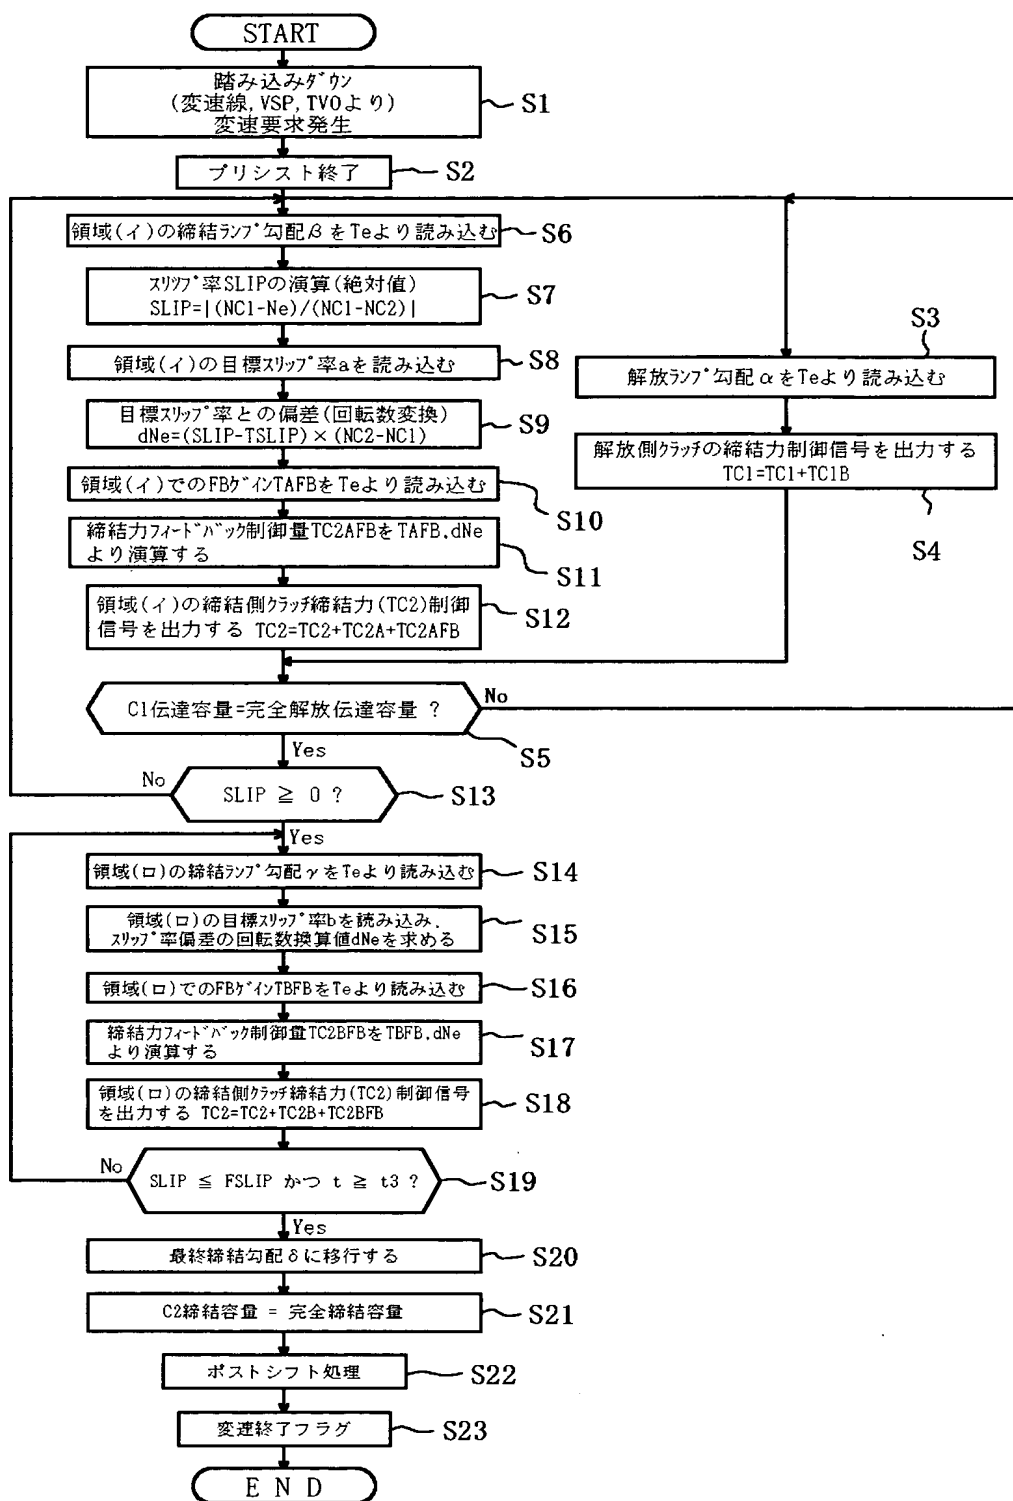 START
踏み込みダウン
(変速線, VSP, TVOより)
変速要求発生
S1
プリシスト終了
S2
領域(イ)の締結ランプ勾配βをTeより読み込む
S6
スリップ率SLIPの演算(絶対値)
SLIP=|(NC1-Ne)/(NC1-NC2)|
S7
領域(イ)の目標スリップ率aを読み込む
S8
目標スリップ率との偏差(回転数変換)
dNe=(SLIP-TSLIP)×(NC2-NC1)
S9
領域(イ)でのFBゲインTAFBをTeより読み込む
S10
締結力フィードバック制御量TC2AFBをTAFB,dNe
より演算する
S11
領域(イ)の締結側クラッチ締結力(TC2)制御
信号を出力する TC2=TC2+TC2A+TC2AFB
S12
S3
解放ランプ勾配αをTeより読み込む
解放側クラッチの締結力制御信号を出力する
TC1=TC1+TC1B
S4
C1伝達容量=完全解放伝達容量 ?
No
S5
Yes
No
SLIP ≧ 0 ?
S13
Yes
領域(ロ)の締結ランプ勾配γをTeより読み込む
S14
領域(ロ)の目標スリップ率bを読み込み,
スリップ率偏差の回転数換算値dNeを求める
S15
領域(ロ)でのFBゲインTBFBをTeより読み込む
S16
締結力フィードバック制御量TC2BFBをTBFB,dNe
より演算する
S17
領域(ロ)の締結側クラッチ締結力(TC2)制御信号
を出力する TC2=TC2+TC2B+TC2BFB
S18
No
SLIP ≦ FSLIP かつ t ≧ t3 ?
S19
Yes
最終締結勾配δに移行する
S20
C2締結容量 = 完全締結容量
S21
ポストシフト処理
S22
変速終了フラグ
S23
E N D